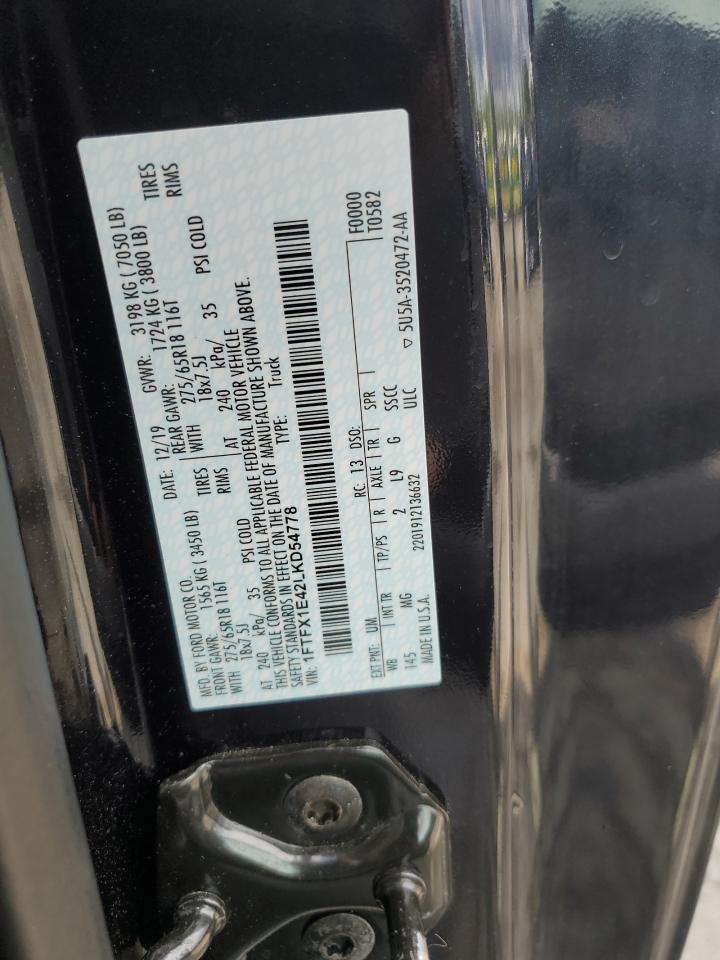 MFD. BY FORD MOTOR CO. DATE: 12/19 GVWR: 3198 KG ( 7050 LB)
FRONT GAWR: 1565 KG ( 3450 LB) REAR GAWR: 1724 KG ( 3800 LB)
WITH 275/65R18 116T TIRES WITH 275/65R18 116T TIRES
18x7.5J RIMS 18x7.5J RIMS
AT 240 kPa/ 35 PSI COLD AT 240 kPa/ 35 PSI COLD
THIS VEHICLE CONFORMS TO ALL APPLICABLE FEDERAL MOTOR VEHICLE
SAFETY STANDARDS IN EFFECT ON THE DATE OF MANUFACTURE SHOWN ABOVE.
VIN: 1FTFX1E42LKD54778 TYPE: Truck
F0000
EXT PNT: UM RC: 13 DSO: T0582
WB INT TR TP/PS R AXLE TR SPR
145 MG 2 L9 G SSCC
MADE IN U.S.A. 2201912136632 ULC ▽ 5U5A-3520472-AA